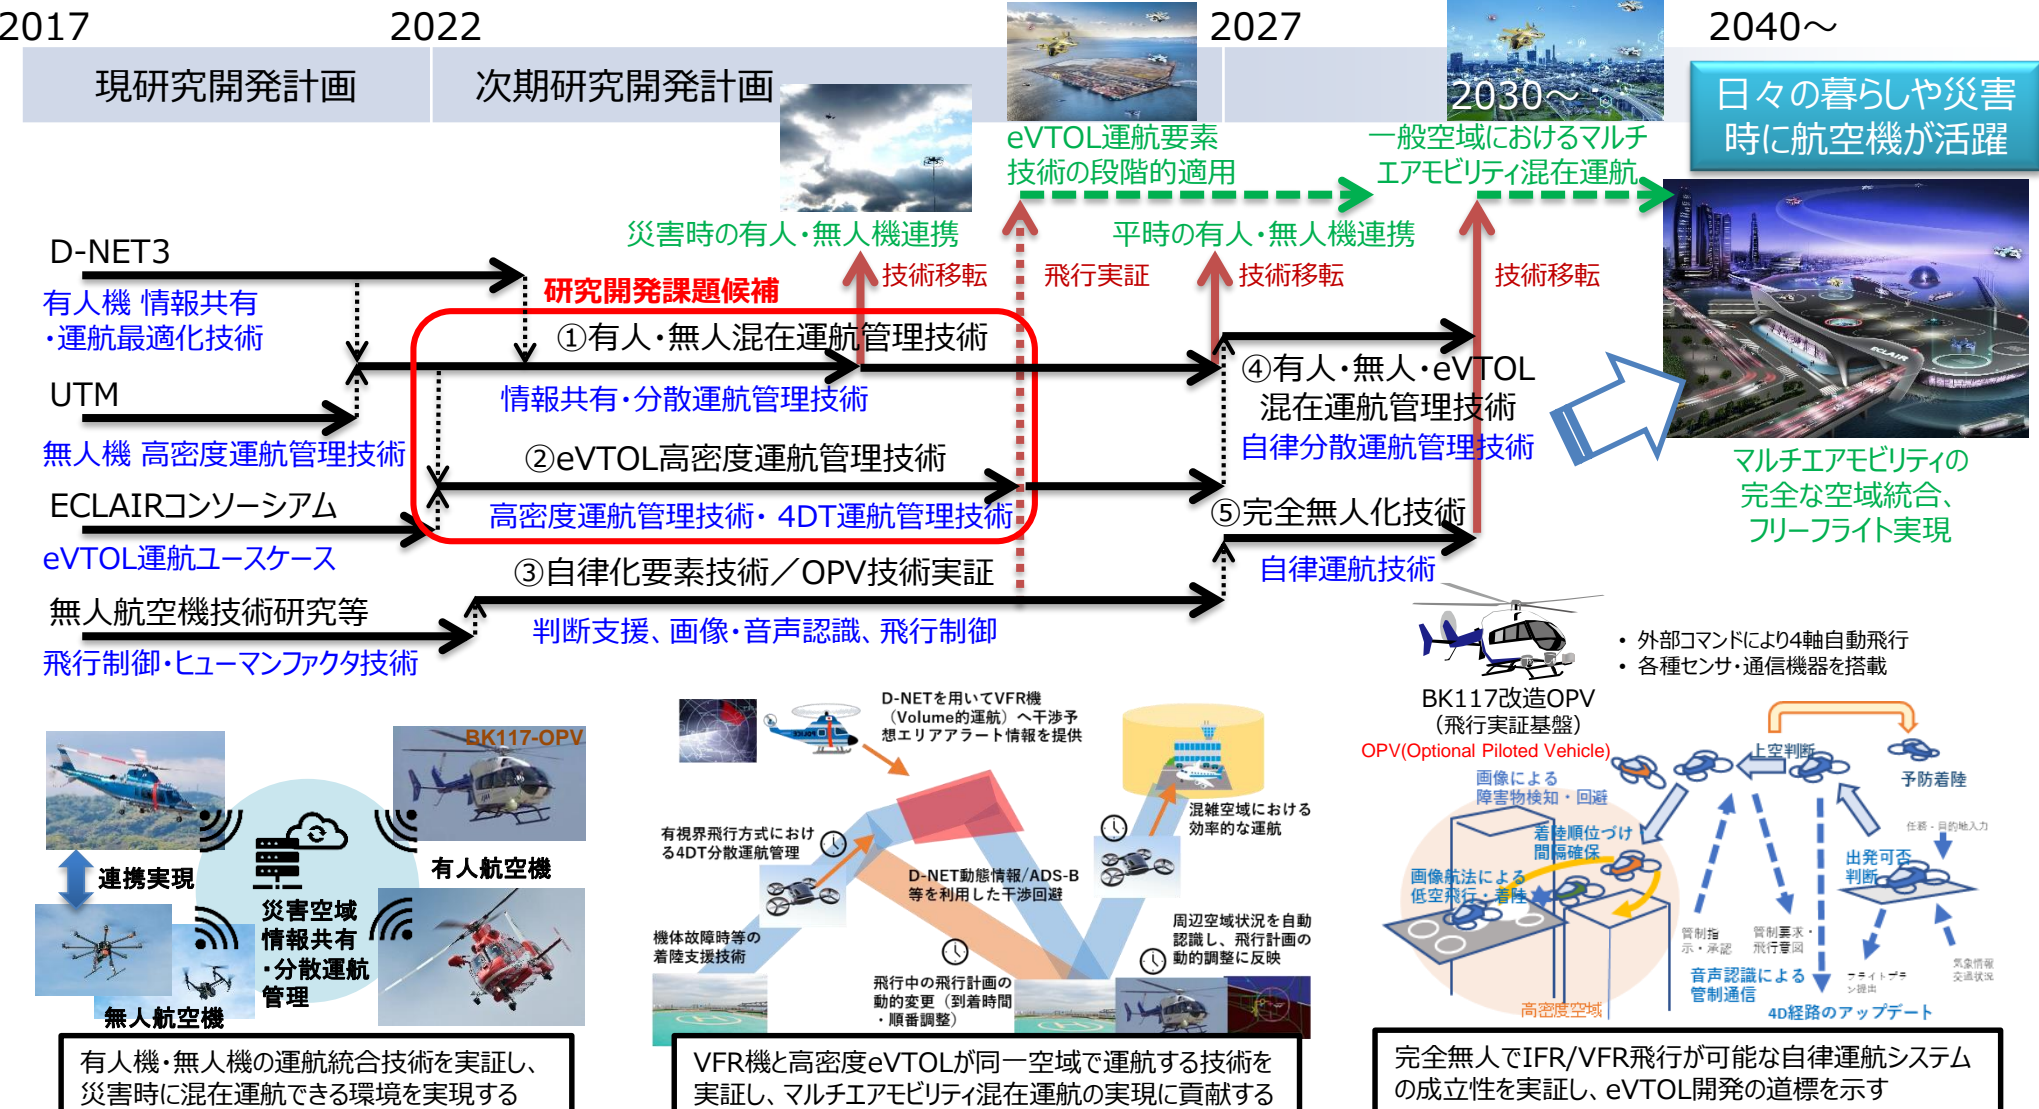 2017
2022
2027
2040～
現研究開発計画
次期研究開発計画
2030～
日々の暮らしや災害
時に航空機が活躍
eVTOL運航要素
技術の段階的適用
一般空域におけるマルチ
エアモビリティ混在運航
災害時の有人・無人機連携
平時の有人・無人機連携
技術移転
飛行実証
技術移転
技術移転
D-NET3
有人機 情報共有
・運航最適化技術
UTM
無人機 高密度運航管理技術
ECLAIRコンソーシアム
eVTOL運航ユースケース
無人航空機技術研究等
飛行制御・ヒューマンファクタ技術
研究開発課題候補
①有人・無人混在運航管理技術
情報共有・分散運航管理技術
②eVTOL高密度運航管理技術
高密度運航管理技術・ 4DT運航管理技術
③自律化要素技術／OPV技術実証
判断支援、画像・音声認識、飛行制御
④有人・無人・eVTOL
混在運航管理技術
自律分散運航管理技術
⑤完全無人化技術
自律運航技術
ECLAIR
マルチエアモビリティの
完全な空域統合、
フリーフライト実現
BK117改造OPV
（飛行実証基盤）
OPV(Optional Piloted Vehicle)
• 外部コマンドにより4軸自動飛行
• 各種センサ・通信機器を搭載
BK117-OPV
連携実現
有人航空機
災害空域
情報共有
・分散運航
管理
無人航空機
有人機・無人機の運航統合技術を実証し、
災害時に混在運航できる環境を実現する
POLICE
D-NETを用いてVFR機
（Volume的運航）へ干渉予
想エリアアラート情報を提供
有視界飛行方式におけ
る4DT分散運航管理
混雑空域における
効率的な運航
D-NET動態情報/ADS-B
等を利用した干渉回避
機体故障時等の
着陸支援技術
周辺空域状況を自動
認識し、飛行計画の
動的調整に反映
飛行中の飛行計画の
動的変更（到着時間
・順番調整）
VFR機と高密度eVTOLが同一空域で運航する技術を
実証し、マルチエアモビリティ混在運航の実現に貢献する
上空判断
予防着陸
画像による
障害物検知・回避
着陸順位づけ
間隔確保
画像航法による
低空飛行・着陸
任務・目的地入力
出発可否
判断
管制指
示・承認
管制要求・
飛行意図
音声認識による
管制通信
フライトプラ
ン提出
気象情報
交通状況
高密度空域
4D経路のアップデート
完全無人でIFR/VFR飛行が可能な自律運航システム
の成立性を実証し、eVTOL開発の道標を示す